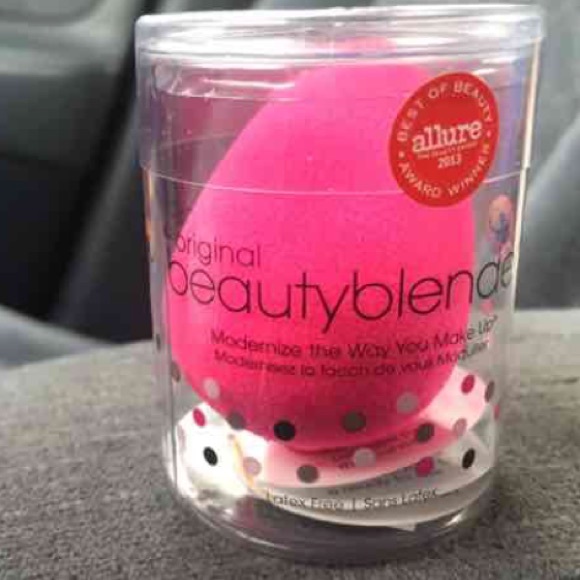 BEST OF BEAUTY
allure
2013
AWARD WINNER
original
beautyblende
Modernize the Way You Make Up
Latex Free | Sans Latex